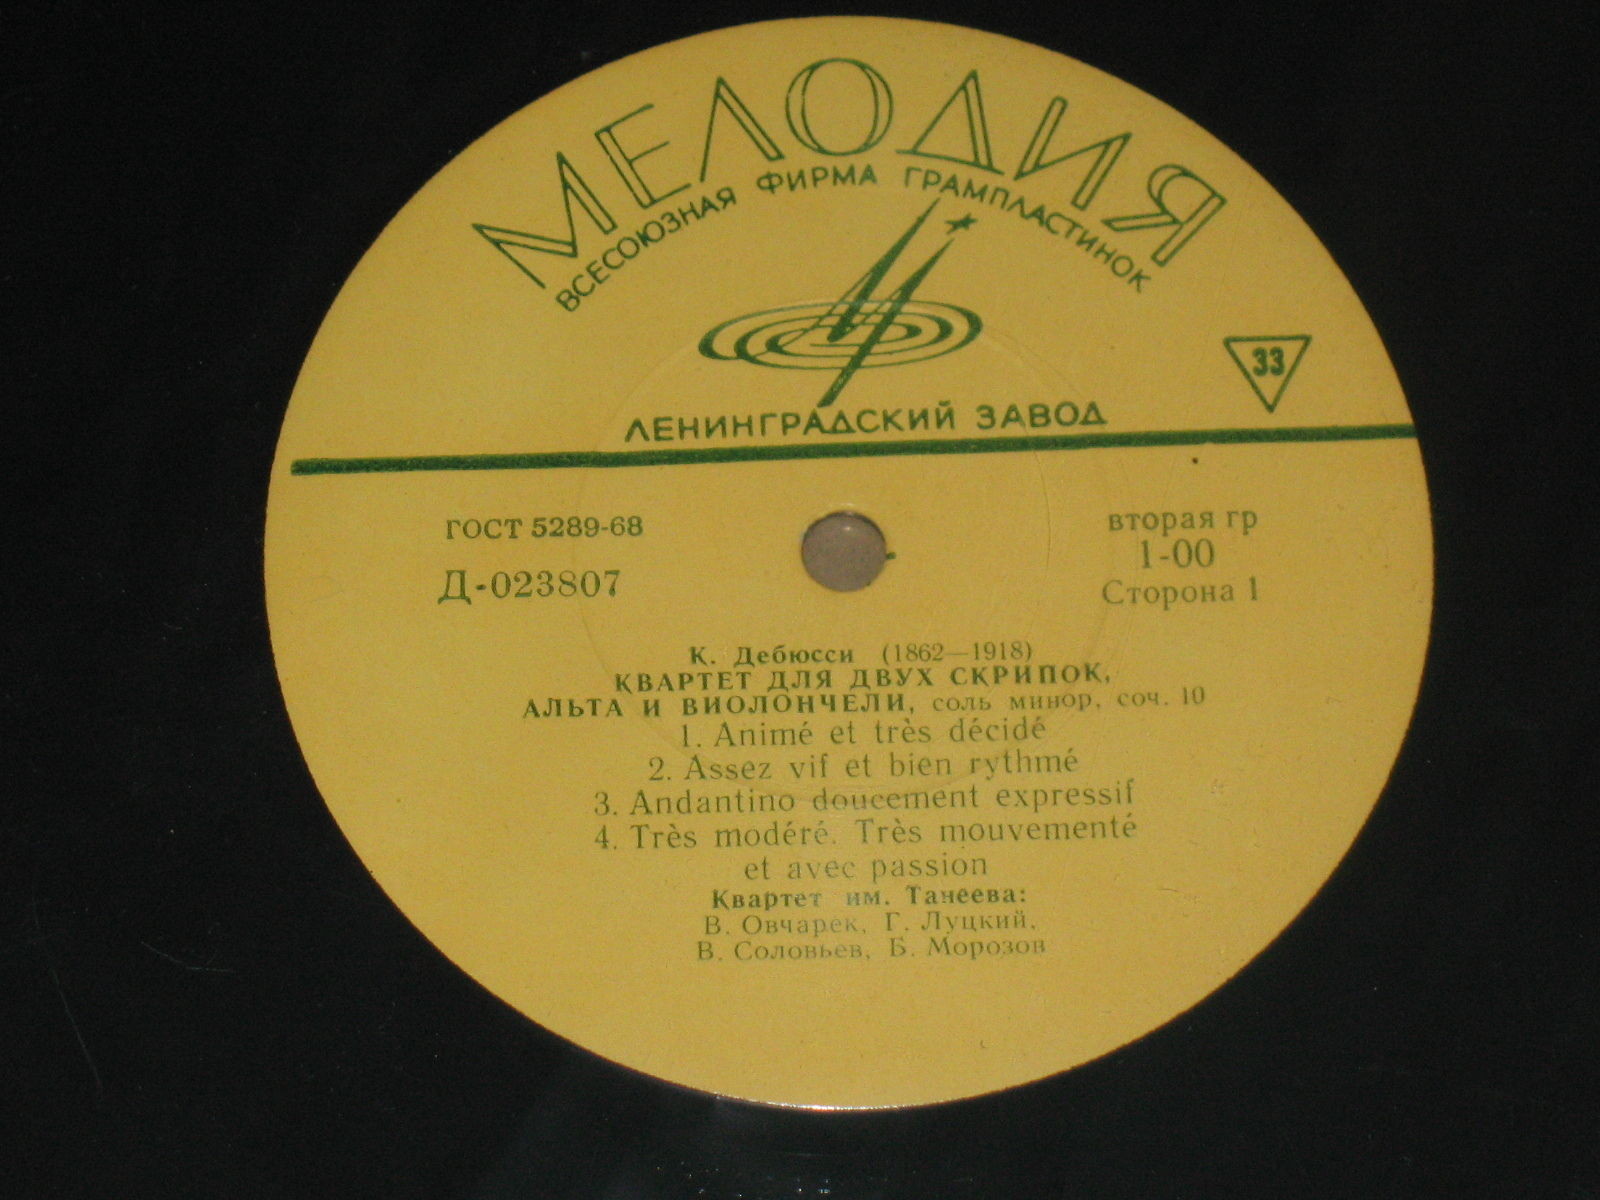 МЕЛОДИЯ
ВСЕСОЮЗНАЯ ФИРМА ГРАМПЛАСТИНОК
33
ЛЕНИНГРАДСКИЙ ЗАВОД
ГОСТ 5289-68
Д-023807
вторая гр
1-00
Сторона 1
К. Дебюсси (1862—1918)
КВАРТЕТ ДЛЯ ДВУХ СКРИПОК,
АЛЬТА И ВИОЛОНЧЕЛИ, соль минор, соч. 10
1. Animé et très décidé
2. Assez vif et bien rythmé
3. Andantino doucement expressif
4. Très modéré. Très mouvementé
et avec passion
Квартет им. Танеева:
В. Овчарек, Г. Луцкий,
В. Соловьев, Б. Морозов